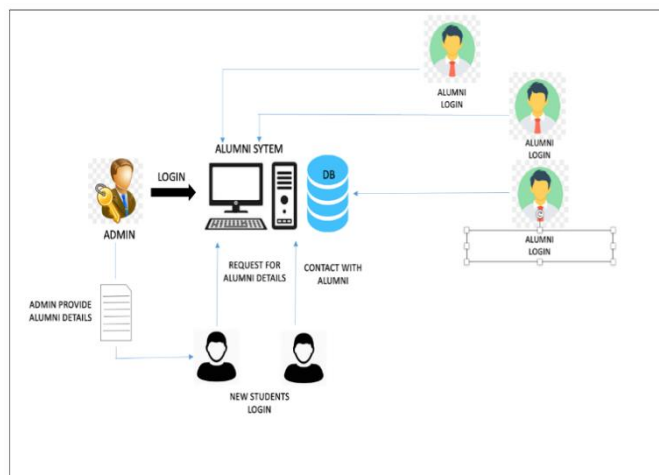 ALUMNI
LOGIN
ALUMNI
LOGIN
ALUMNI SYTEM
LOGIN
DB
ADMIN
ALUMNI
LOGIN
REQUEST FOR
ALUMNI DETAILS
CONTACT WITH
ALUMNI
ADMIN PROVIDE
ALUMNI DETAILS
NEW STUDENTS
LOGIN